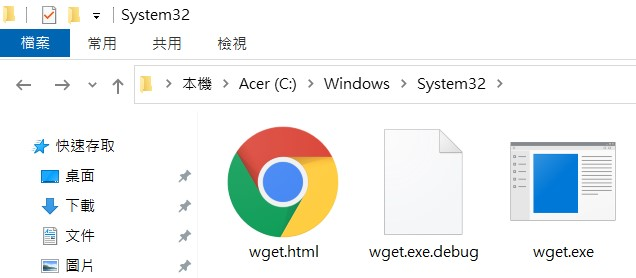 System32
檔案 常用 共用 檢視
本機 Acer (C:) Windows System32
快速存取
桌面
下載
文件
圖片
wget.html wget.exe.debug wget.exe